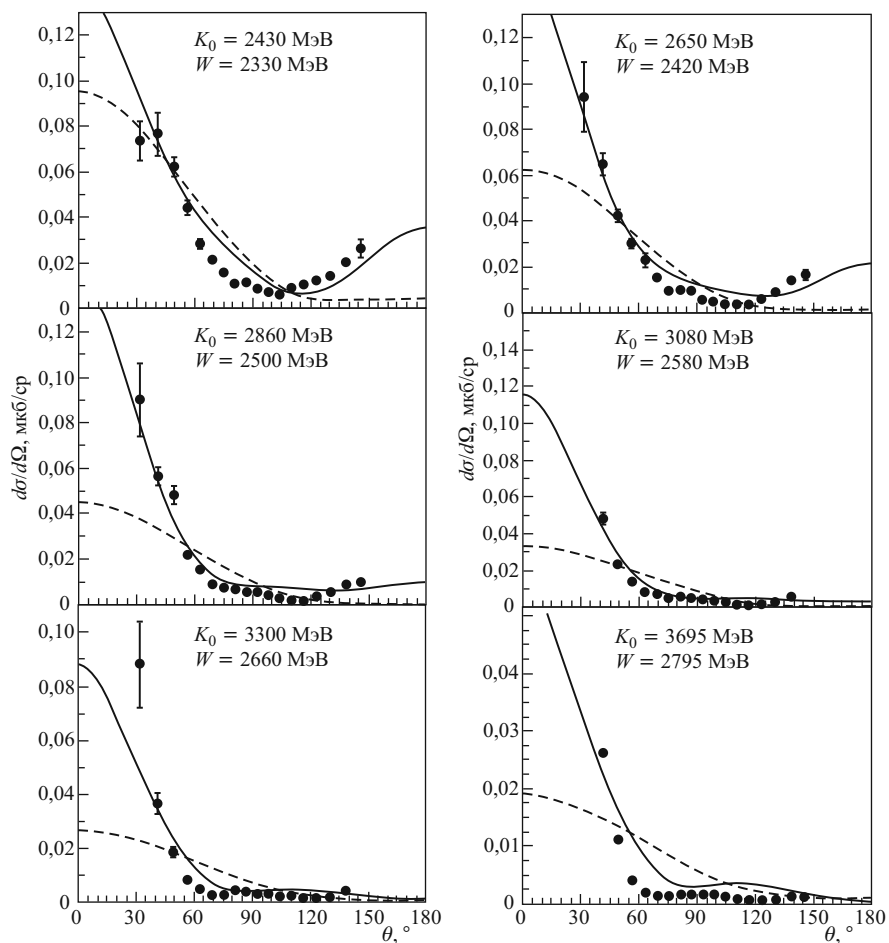 K₀ = 2430 МэВ
W = 2330 МэВ
0,12
0,10
0,08
0,06
0,04
0,02
0
K₀ = 2650 МэВ
W = 2420 МэВ
0,12
0,10
0,08
0,06
0,04
0,02
0
K₀ = 2860 МэВ
W = 2500 МэВ
0,12
0,10
0,08
0,06
0,04
0,02
0
dσ/dΩ, мкб/ср
K₀ = 3080 МэВ
W = 2580 МэВ
0,14
0,12
0,10
0,08
0,06
0,04
0,02
0
dσ/dΩ, мкб/ср
K₀ = 3300 МэВ
W = 2660 МэВ
0,10
0,08
0,06
0,04
0,02
0
0 30 60 90 120 150 180
θ, °
K₀ = 3695 МэВ
W = 2795 МэВ
0,04
0,03
0,02
0,01
0
0 30 60 90 120 150 180
θ, °